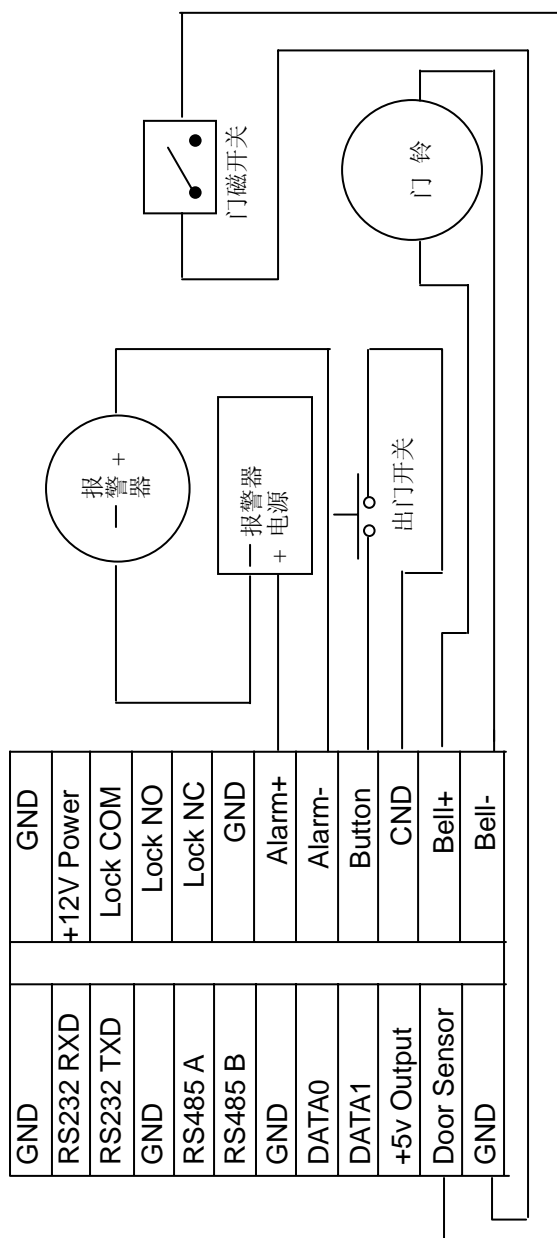 门磁开关
门 铃
报
— 警 +
器
— 报警器
+ 电源
出门开关
GND
+12V Power
Lock COM
Lock NO
Lock NC
GND
Alarm+
Alarm-
Button
CND
Bell+
Bell-
GND
RS232 RXD
RS232 TXD
GND
RS485 A
RS485 B
GND
DATA0
DATA1
+5v Output
Door Sensor
GND